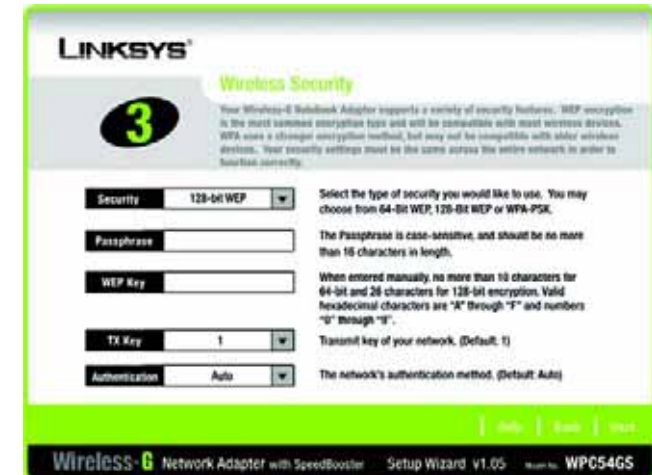 LINKSYS®
Wireless Security
3
Your Wireless-G Notebook Adapter supports a variety of security features. WEP encryption
is the most common encryption type and will be compatible with most wireless devices.
WPA uses a stronger encryption method, but may not be compatible with older wireless
devices. Your security settings must be the same across the entire network in order to
function correctly.
Security
128-bit WEP
Select the type of security you would like to use. You may
choose from 64-Bit WEP, 128-Bit WEP or WPA-PSK.
Passphrase
The Passphrase is case-sensitive, and should be no more
than 16 characters in length.
WEP Key
When entered manually, no more than 10 characters for
64-bit and 26 characters for 128-bit encryption. Valid
hexadecimal characters are "A" through "F" and numbers
"0" through "9".
TX Key
1
Transmit key of your network. (Default: 1)
Authentication
Auto
The network's authentication method. (Default: Auto)
Help Back Next
Wireless-G Network Adapter with SpeedBooster Setup Wizard v1.05 Model No. WPC54GS